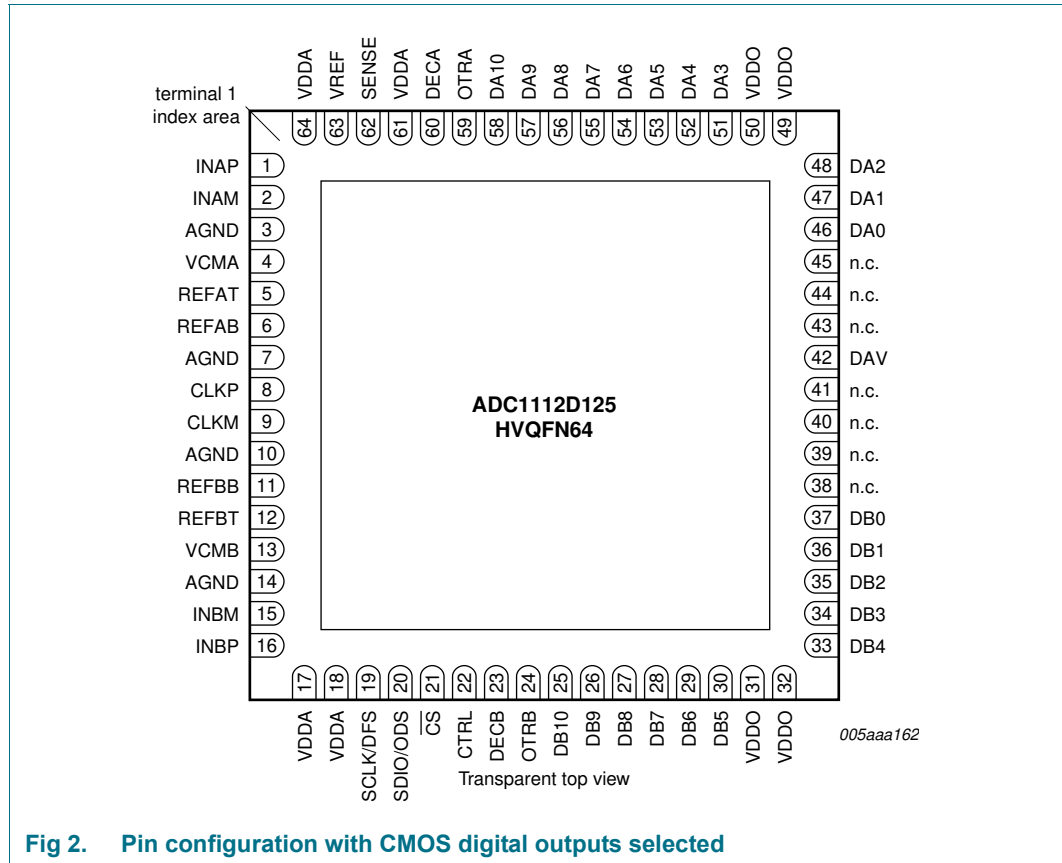 VDDA VREF SENSE VDDA DECA OTRA DA10 DA9 DA8 DA7 DA6 DA5 DA4 DA3 VDDO VDDO
terminal 1
index area
64 63 62 61 60 59 58 57 56 55 54 53 52 51 50 49
INAP 1 48 DA2
INAM 2 47 DA1
AGND 3 46 DA0
VCMA 4 45 n.c.
REFAT 5 44 n.c.
REFAB 6 43 n.c.
AGND 7 42 DAV
CLKP 8 41 n.c.
CLKM 9 40 n.c.
AGND 10 39 n.c.
REFBB 11 38 n.c.
REFBT 12 37 DB0
VCMB 13 36 DB1
AGND 14 35 DB2
INBM 15 34 DB3
INBP 16 33 DB4
ADC1112D125
HVQFN64
17 18 19 20 21 22 23 24 25 26 27 28 29 30 31 32
VDDA VDDA SCLK/DFS SDIO/ODS CS CTRL DECB OTRB DB10 DB9 DB8 DB7 DB6 DB5 VDDO VDDO
005aaa162
Transparent top view
Fig 2. Pin configuration with CMOS digital outputs selected